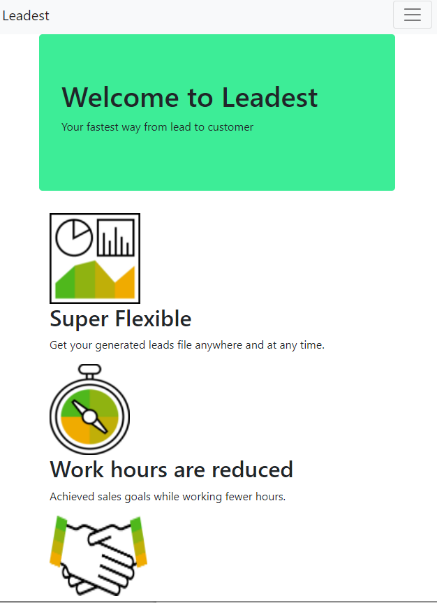 Leadest
Welcome to Leadest
Your fastest way from lead to customer
Super Flexible
Get your generated leads file anywhere and at any time.
Work hours are reduced
Achieved sales goals while working fewer hours.